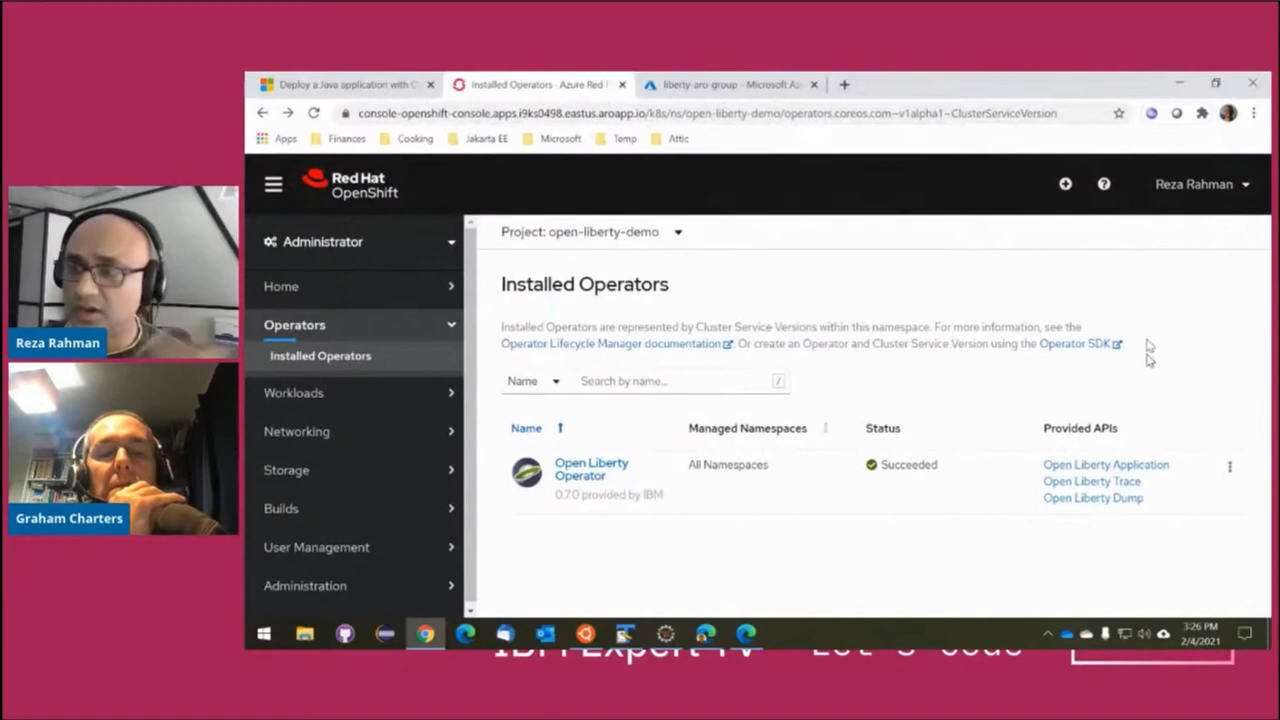 Deploy a Java application with C
Installed Operators · Azure Red
liberty-aro-group - Microsoft Az
console-openshift-console.apps.i9ks0498.eastus.aroapp.io/k8s/ns/open-liberty-demo/operators.coreos.com~v1alpha1~ClusterServiceVersion
Apps Finances Cooking Jakarta EE Microsoft Temp Attic
Red Hat
OpenShift
Reza Rahman
Administrator
Home
Operators
Installed Operators
Workloads
Networking
Storage
Builds
User Management
Administration
Project: open-liberty-demo
Installed Operators
Installed Operators are represented by Cluster Service Versions within this namespace. For more information, see the
Operator Lifecycle Manager documentation. Or create an Operator and Cluster Service Version using the Operator SDK.
Name Search by name... /
Name Managed Namespaces Status Provided APIs
Open Liberty
Operator
0.7.0 provided by IBM
All Namespaces
Succeeded
Open Liberty Application
Open Liberty Trace
Open Liberty Dump
Reza Rahman
Graham Charters
3:26 PM
2/4/2021
IBM Expert TV Let's Code